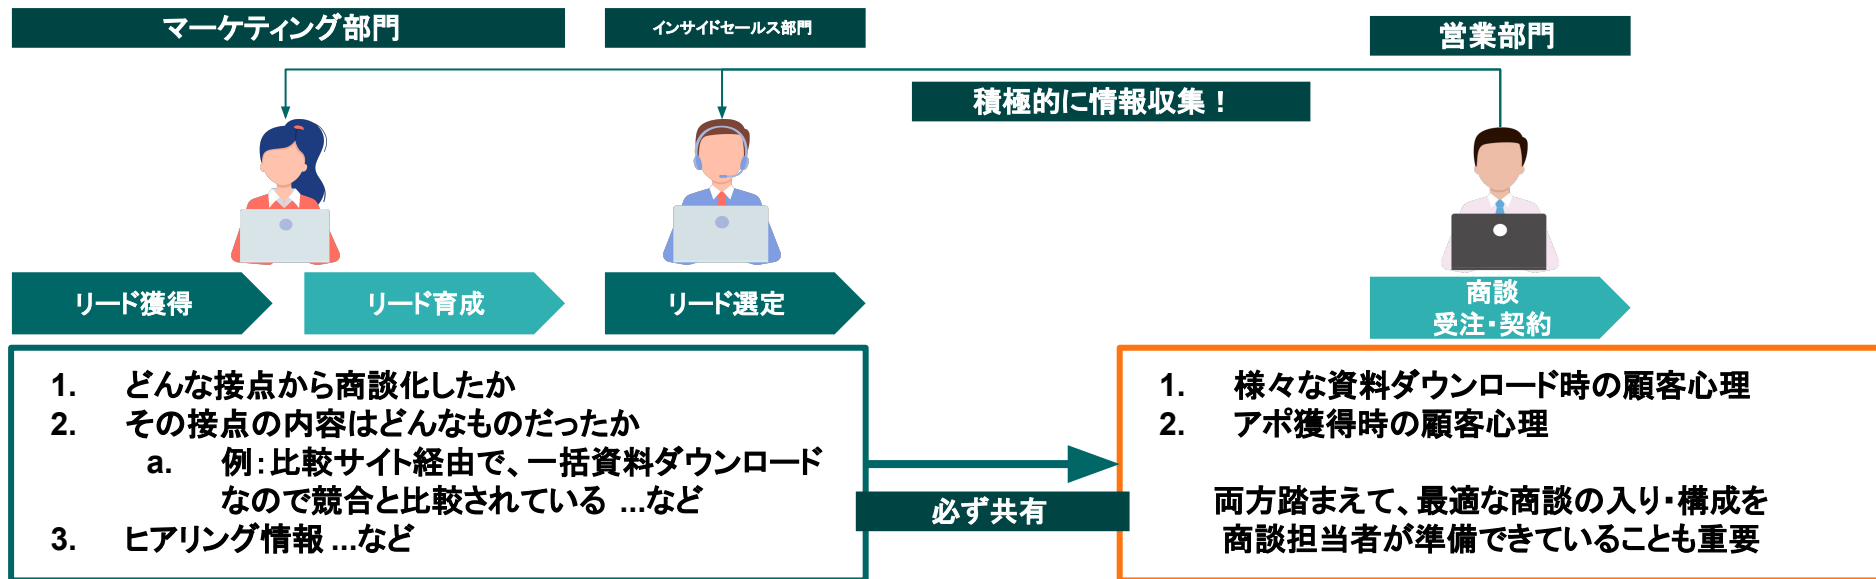 マーケティング部門
インサイドセールス部門
営業部門
積極的に情報収集！
リード獲得
リード育成
リード選定
商談
受注・契約
1. どんな接点から商談化したか
2. その接点の内容はどんなものだったか
a. 例：比較サイト経由で、一括資料ダウンロード
なので競合と比較されている ...など
3. ヒアリング情報 ...など
必ず共有
1. 様々な資料ダウンロード時の顧客心理
2. アポ獲得時の顧客心理
両方踏まえて、最適な商談の入り・構成を
商談担当者が準備できていることも重要